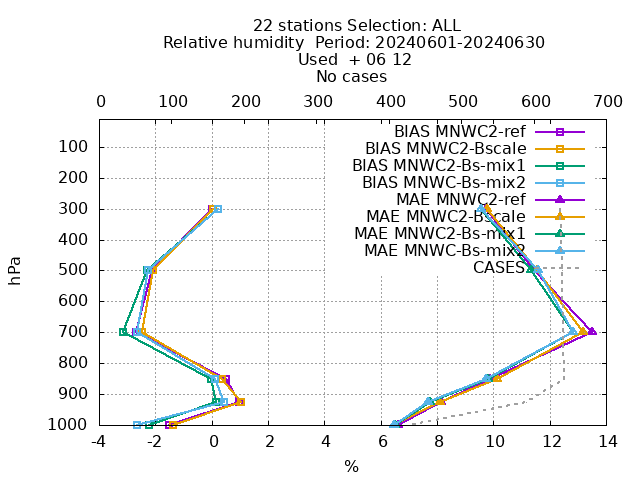 22 stations Selection: ALL
Relative humidity  Period: 20240601-20240630
Used  + 06 12
No cases
0 100 200 300 400 500 600 700
BIAS MNWC2-ref
BIAS MNWC2-Bscale
BIAS MNWC2-Bs-mix1
BIAS MNWC-Bs-mix2
MAE MNWC2-ref
MAE MNWC2-Bscale
MAE MNWC2-Bs-mix1
MAE MNWC-Bs-mix2
CASES
100
200
300
400
500
600
700
800
900
1000
hPa
-4 -2 0 2 4 6 8 10 12 14
%